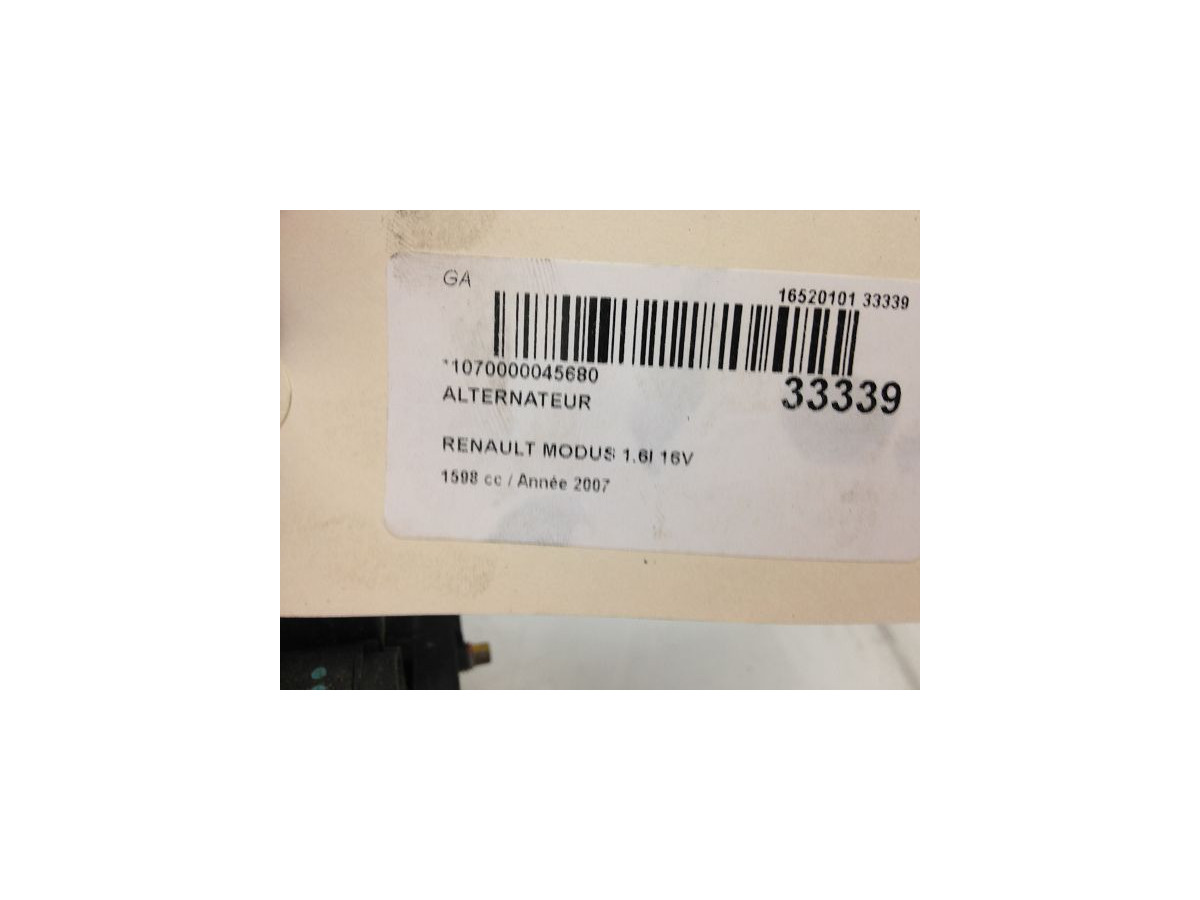 GA
16520101 33339
*1070000045680
33339
ALTERNATEUR
RENAULT MODUS 1.6I 16V
1598 cc / Année 2007